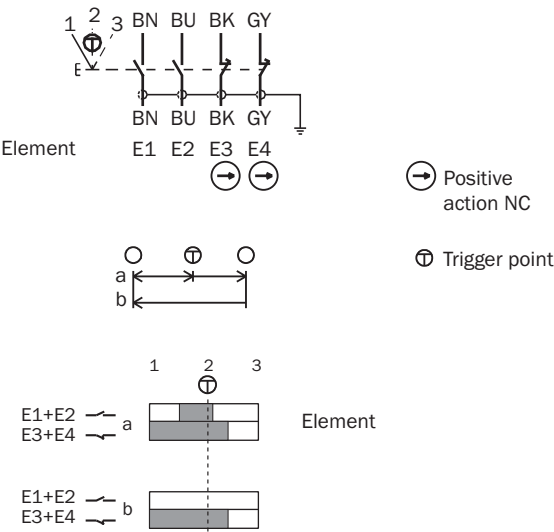 1 2 3 BN BU BK GY
E
BN BU BK GY
Element E1 E2 E3 E4
Positive
action NC
Trigger point
a
b
1 2 3
E1+E2
E3+E4 a
Element
E1+E2
E3+E4 b